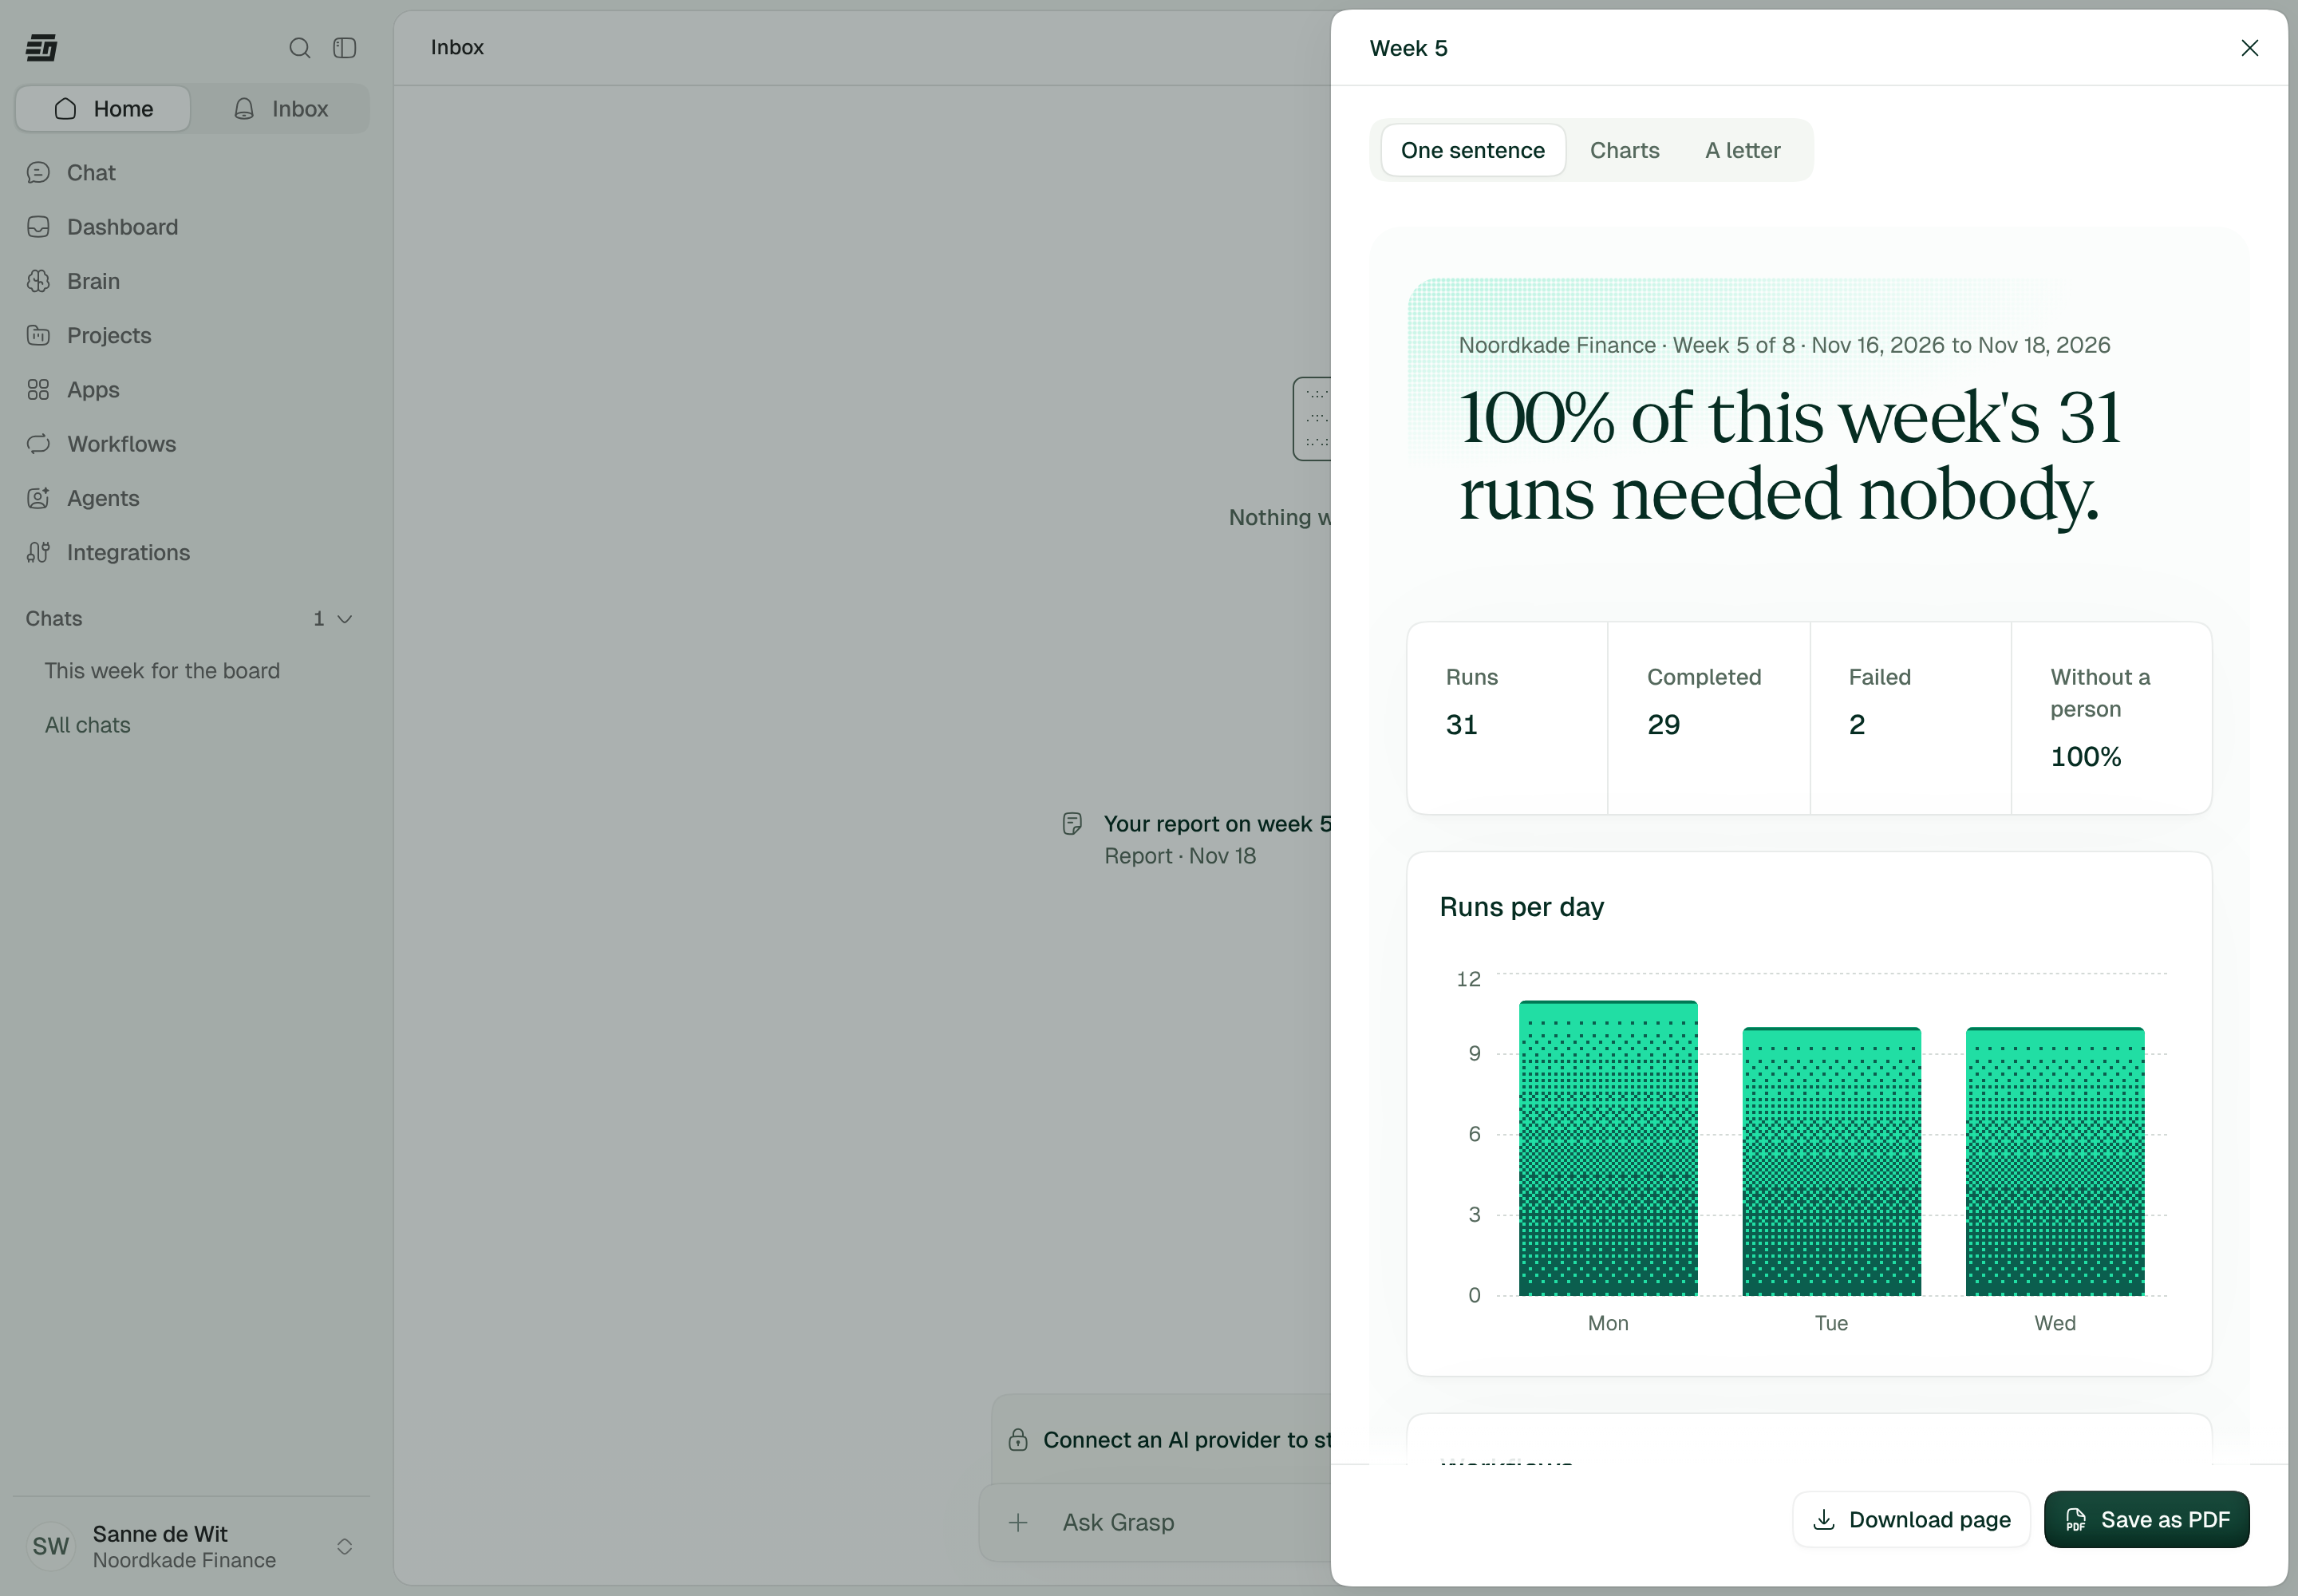 Home
Inbox
Chat
Dashboard
Brain
Projects
Apps
Workflows
Agents
Integrations
Chats
1
This week for the board
All chats
SW
Sanne de Wit
Noordkade Finance
Inbox
Nothing
Your report on week 5
Report · Nov 18
Connect an AI provider to
Ask Grasp
Week 5
One sentence
Charts
A letter
Noordkade Finance · Week 5 of 8 · Nov 16, 2026 to Nov 18, 2026
100% of this week's 31
runs needed nobody.
Runs
31
Completed
29
Failed
2
Without a
person
100%
Runs per day
12
9
6
3
0
Mon
Tue
Wed
Download page
PDF
Save as PDF